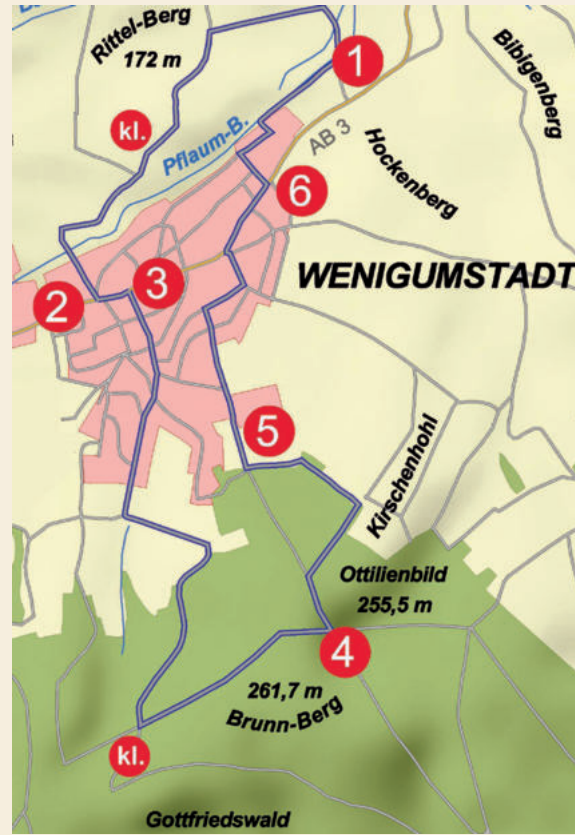 Rittel-Berg
172 m
1
Bibigenberg
kl.
Pflaum-B.
AB 3
Hockenberg
6
WENIGUMSTADT
2
3
5
Kirschenhohl
Ottilienbild
255,5 m
4
261,7 m
Brunn-Berg
kl.
Gottfriedswald